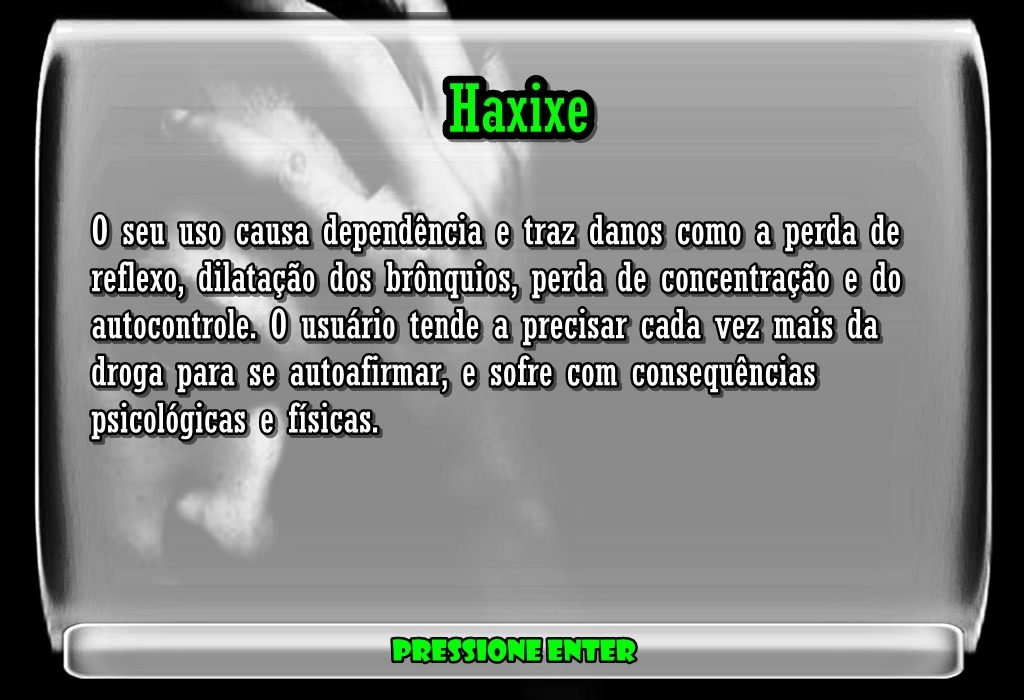 Haxixe
O seu uso causa dependência e traz danos como a perda de
reflexo, dilatação dos brônquios, perda de concentração e do
autocontrole. O usuário tende a precisar cada vez mais da
droga para se autoafirmar, e sofre com consequências
psicológicas e físicas.
PRESSIONE ENTER